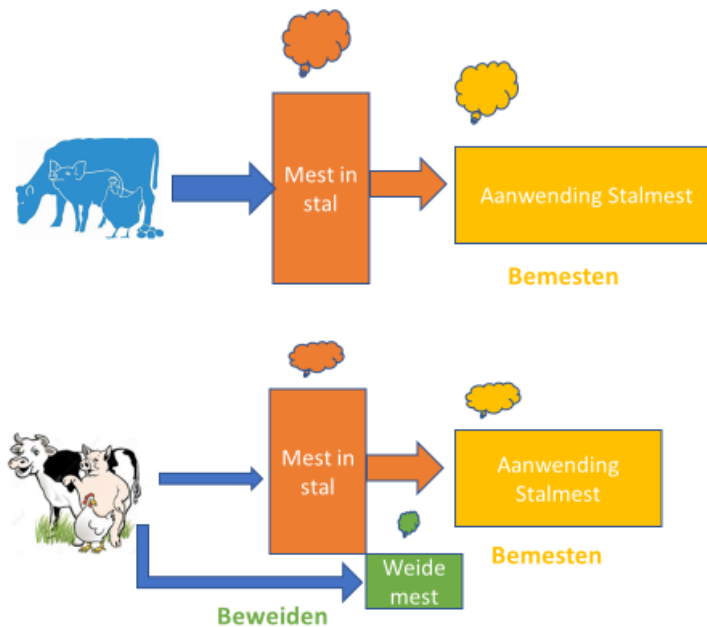 Mest in
stal
Aanwending Stalmest
Bemesten
Mest in
stal
Aanwending
Stalmest
Bemesten
Weide
mest
Beweiden